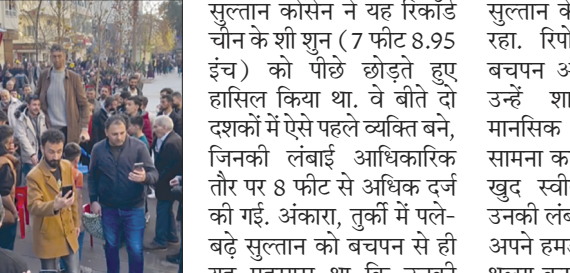 सुल्तान कोसेन ने यह रिकॉर्ड
चीन के शी शुन (7 फीट 8.95
इंच) को पीछे छोड़ते हुए
हासिल किया था. वे बीते दो
दशकों में ऐसे पहले व्यक्ति बने,
जिनकी लंबाई आधिकारिक
तौर पर 8 फीट से अधिक दर्ज
की गई. अंकारा, तुर्की में पले-
बढ़े सुल्तान को बचपन से ही
सुल्तान
रहा.
बचपन
उन्हें
मानसिक
सामना
खुद
उनकी
अपने